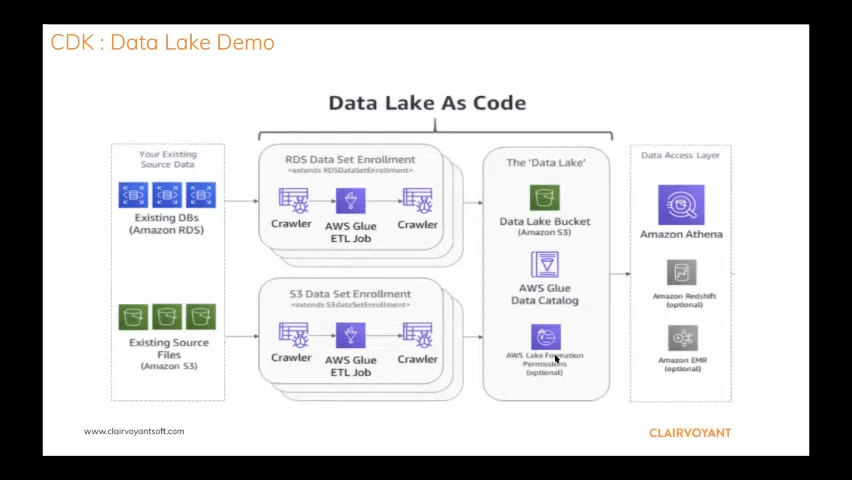 CDK : Data Lake Demo
Data Lake As Code
Your Existing
Source Data
Existing DBs
(Amazon RDS)
Existing Source
Files
(Amazon S3)
RDS Data Set Enrollment
<extends RDSDataSetEnrollment>
Crawler
AWS Glue
ETL Job
Crawler
S3 Data Set Enrollment
<extends S3dataSetEnrollment>
Crawler
AWS Glue
ETL Job
Crawler
The 'Data Lake'
Data Lake Bucket
(Amazon S3)
AWS Glue
Data Catalog
AWS Lake Formation
Permissions
(optional)
Data Access Layer
Amazon Athena
Amazon Redshift
(optional)
Amazon EMR
(optional)
www.clairvoyantsoft.com
CLAIRVOYANT